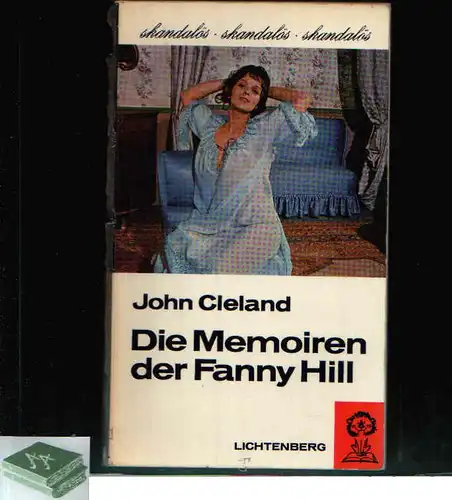 skandalös · skandalös · skandalös
John Cleland
Die Memoiren
der Fanny Hill
LICHTENBERG